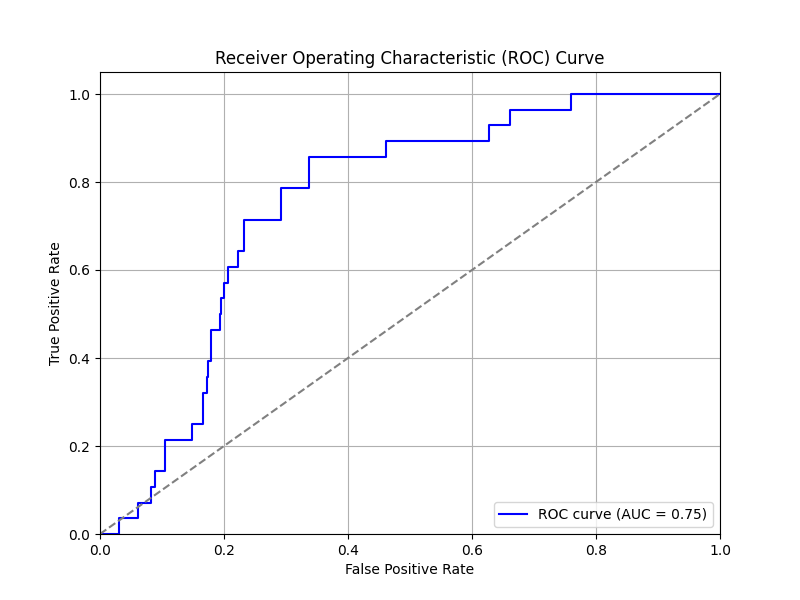 Receiver Operating Characteristic (ROC) Curve
1.0
0.8
0.6
0.4
0.2
0.0
True Positive Rate
ROC curve (AUC = 0.75)
0.0 0.2 0.4 0.6 0.8 1.0
False Positive Rate